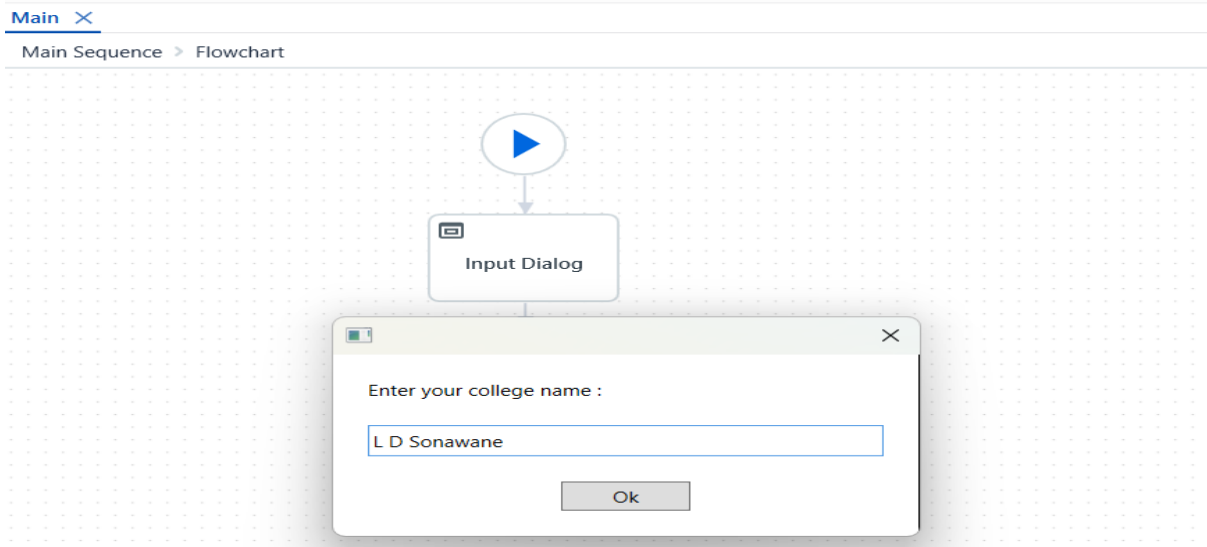 Main
Main Sequence > Flowchart
Input Dialog
Enter your college name :
L D Sonawane
Ok